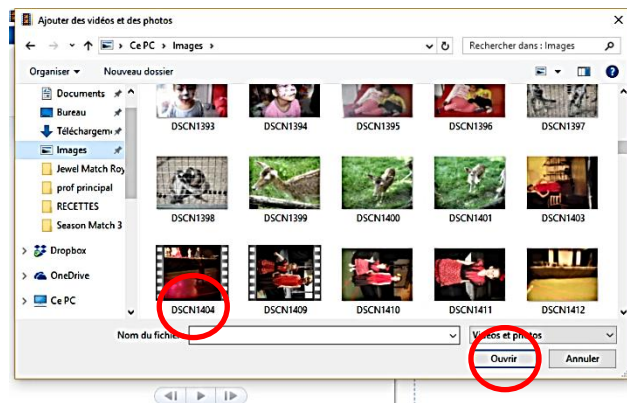 Ajouter des vidéos et des photos
Ce PC > Images >
Rechercher dans : Images
Organiser
Nouveau dossier
Documents
Bureau
Images
Jewel Match Roy
prof principal
RECETTES
Season Match 3
Dropbox
OneDrive
Ce PC
DSCN1393 DSCN1394 DSCN1395 DSCN1396 DSCN1397
DSCN1398 DSCN1399 DSCN1400 DSCN1401 DSCN1403
DSCN1404 DSCN1409 DSCN1410 DSCN1411 DSCN1412
Nom du fichier
Vidéos et photos
Ouvrir Annuler